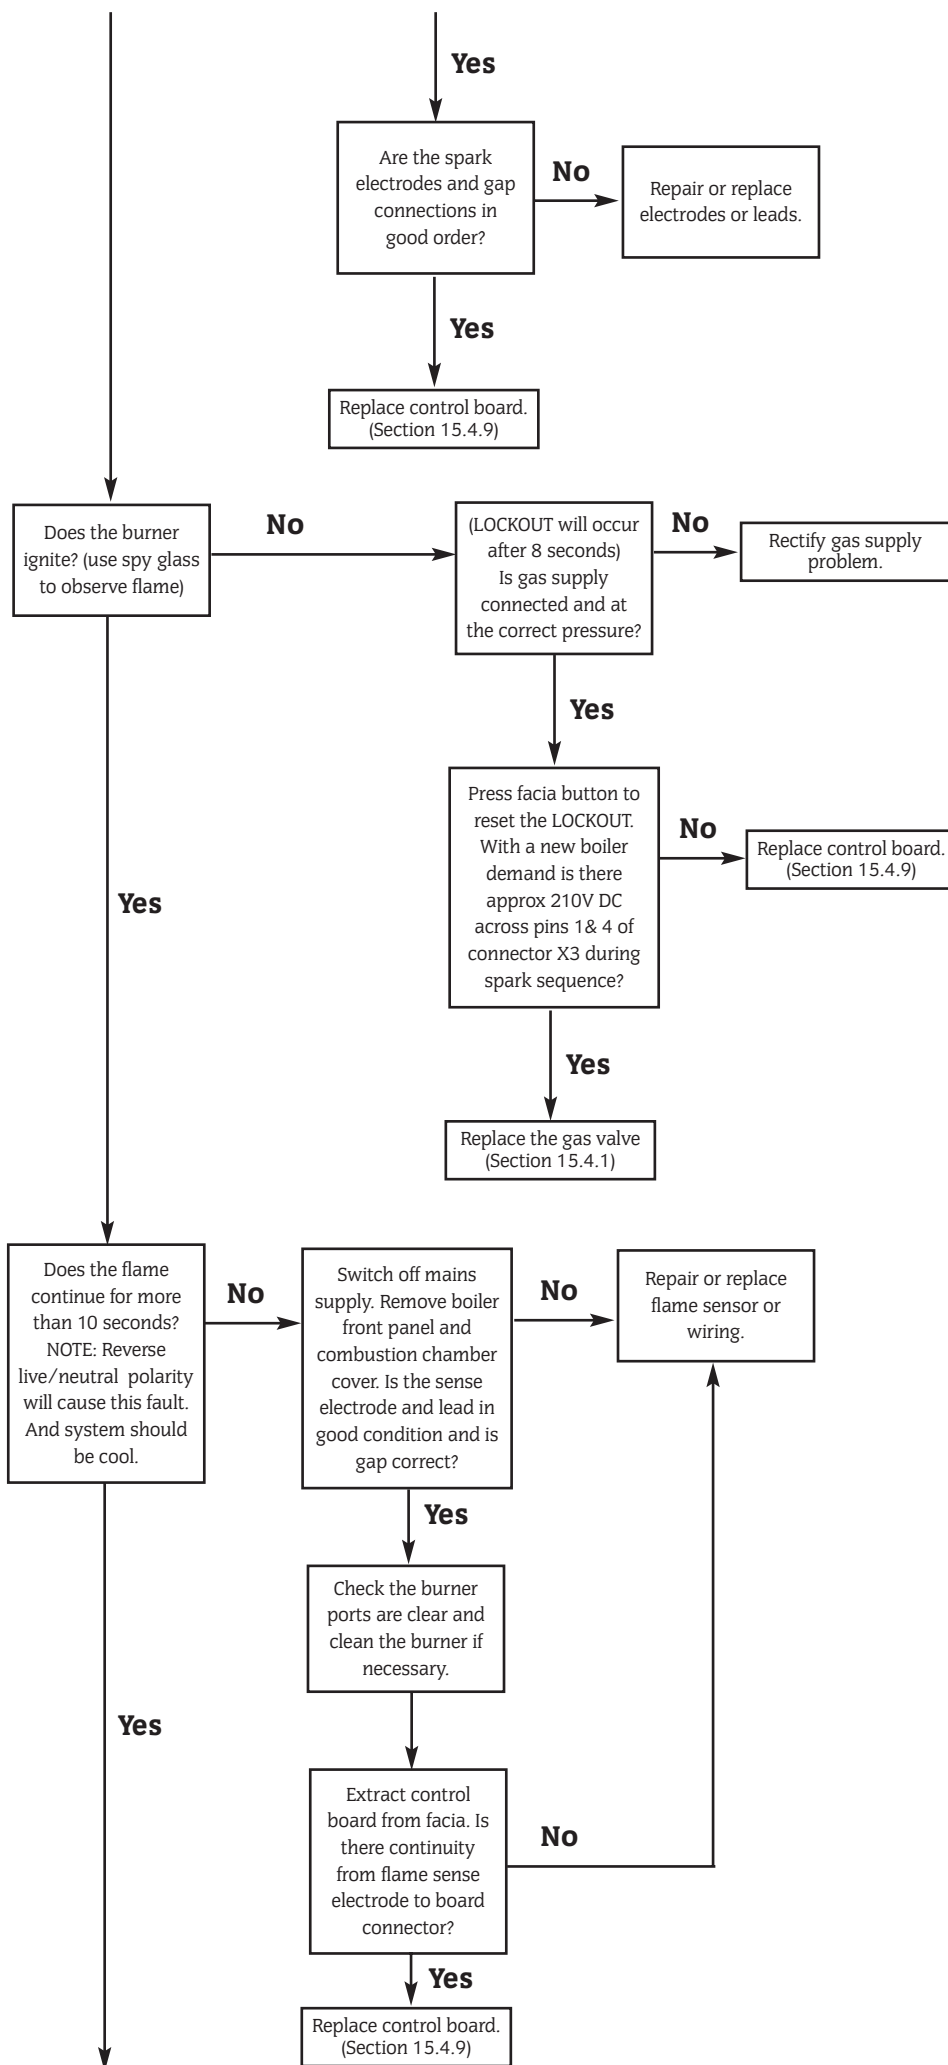 Yes
Are the spark
electrodes and gap
connections in
good order?
No
Repair or replace
electrodes or leads.
Yes
Replace control board.
(Section 15.4.9)
Does the burner
ignite? (use spy glass
to observe flame)
No
(LOCKOUT will occur
after 8 seconds)
Is gas supply
connected and at
the correct pressure?
No
Rectify gas supply
problem.
Yes
Press facia button to
reset the LOCKOUT.
With a new boiler
demand is there
approx 210V DC
across pins 1& 4 of
connector X3 during
spark sequence?
No
Replace control board.
(Section 15.4.9)
Yes
Yes
Replace the gas valve
(Section 15.4.1)
Does the flame
continue for more
than 10 seconds?
NOTE: Reverse
live/neutral polarity
will cause this fault.
And system should
be cool.
No
Switch off mains
supply. Remove boiler
front panel and
combustion chamber
cover. Is the sense
electrode and lead in
good condition and is
gap correct?
No
Repair or replace
flame sensor or
wiring.
Yes
Check the burner
ports are clear and
clean the burner if
necessary.
Yes
Extract control
board from facia. Is
there continuity
from flame sense
electrode to board
connector?
No
Yes
Replace control board.
(Section 15.4.9)